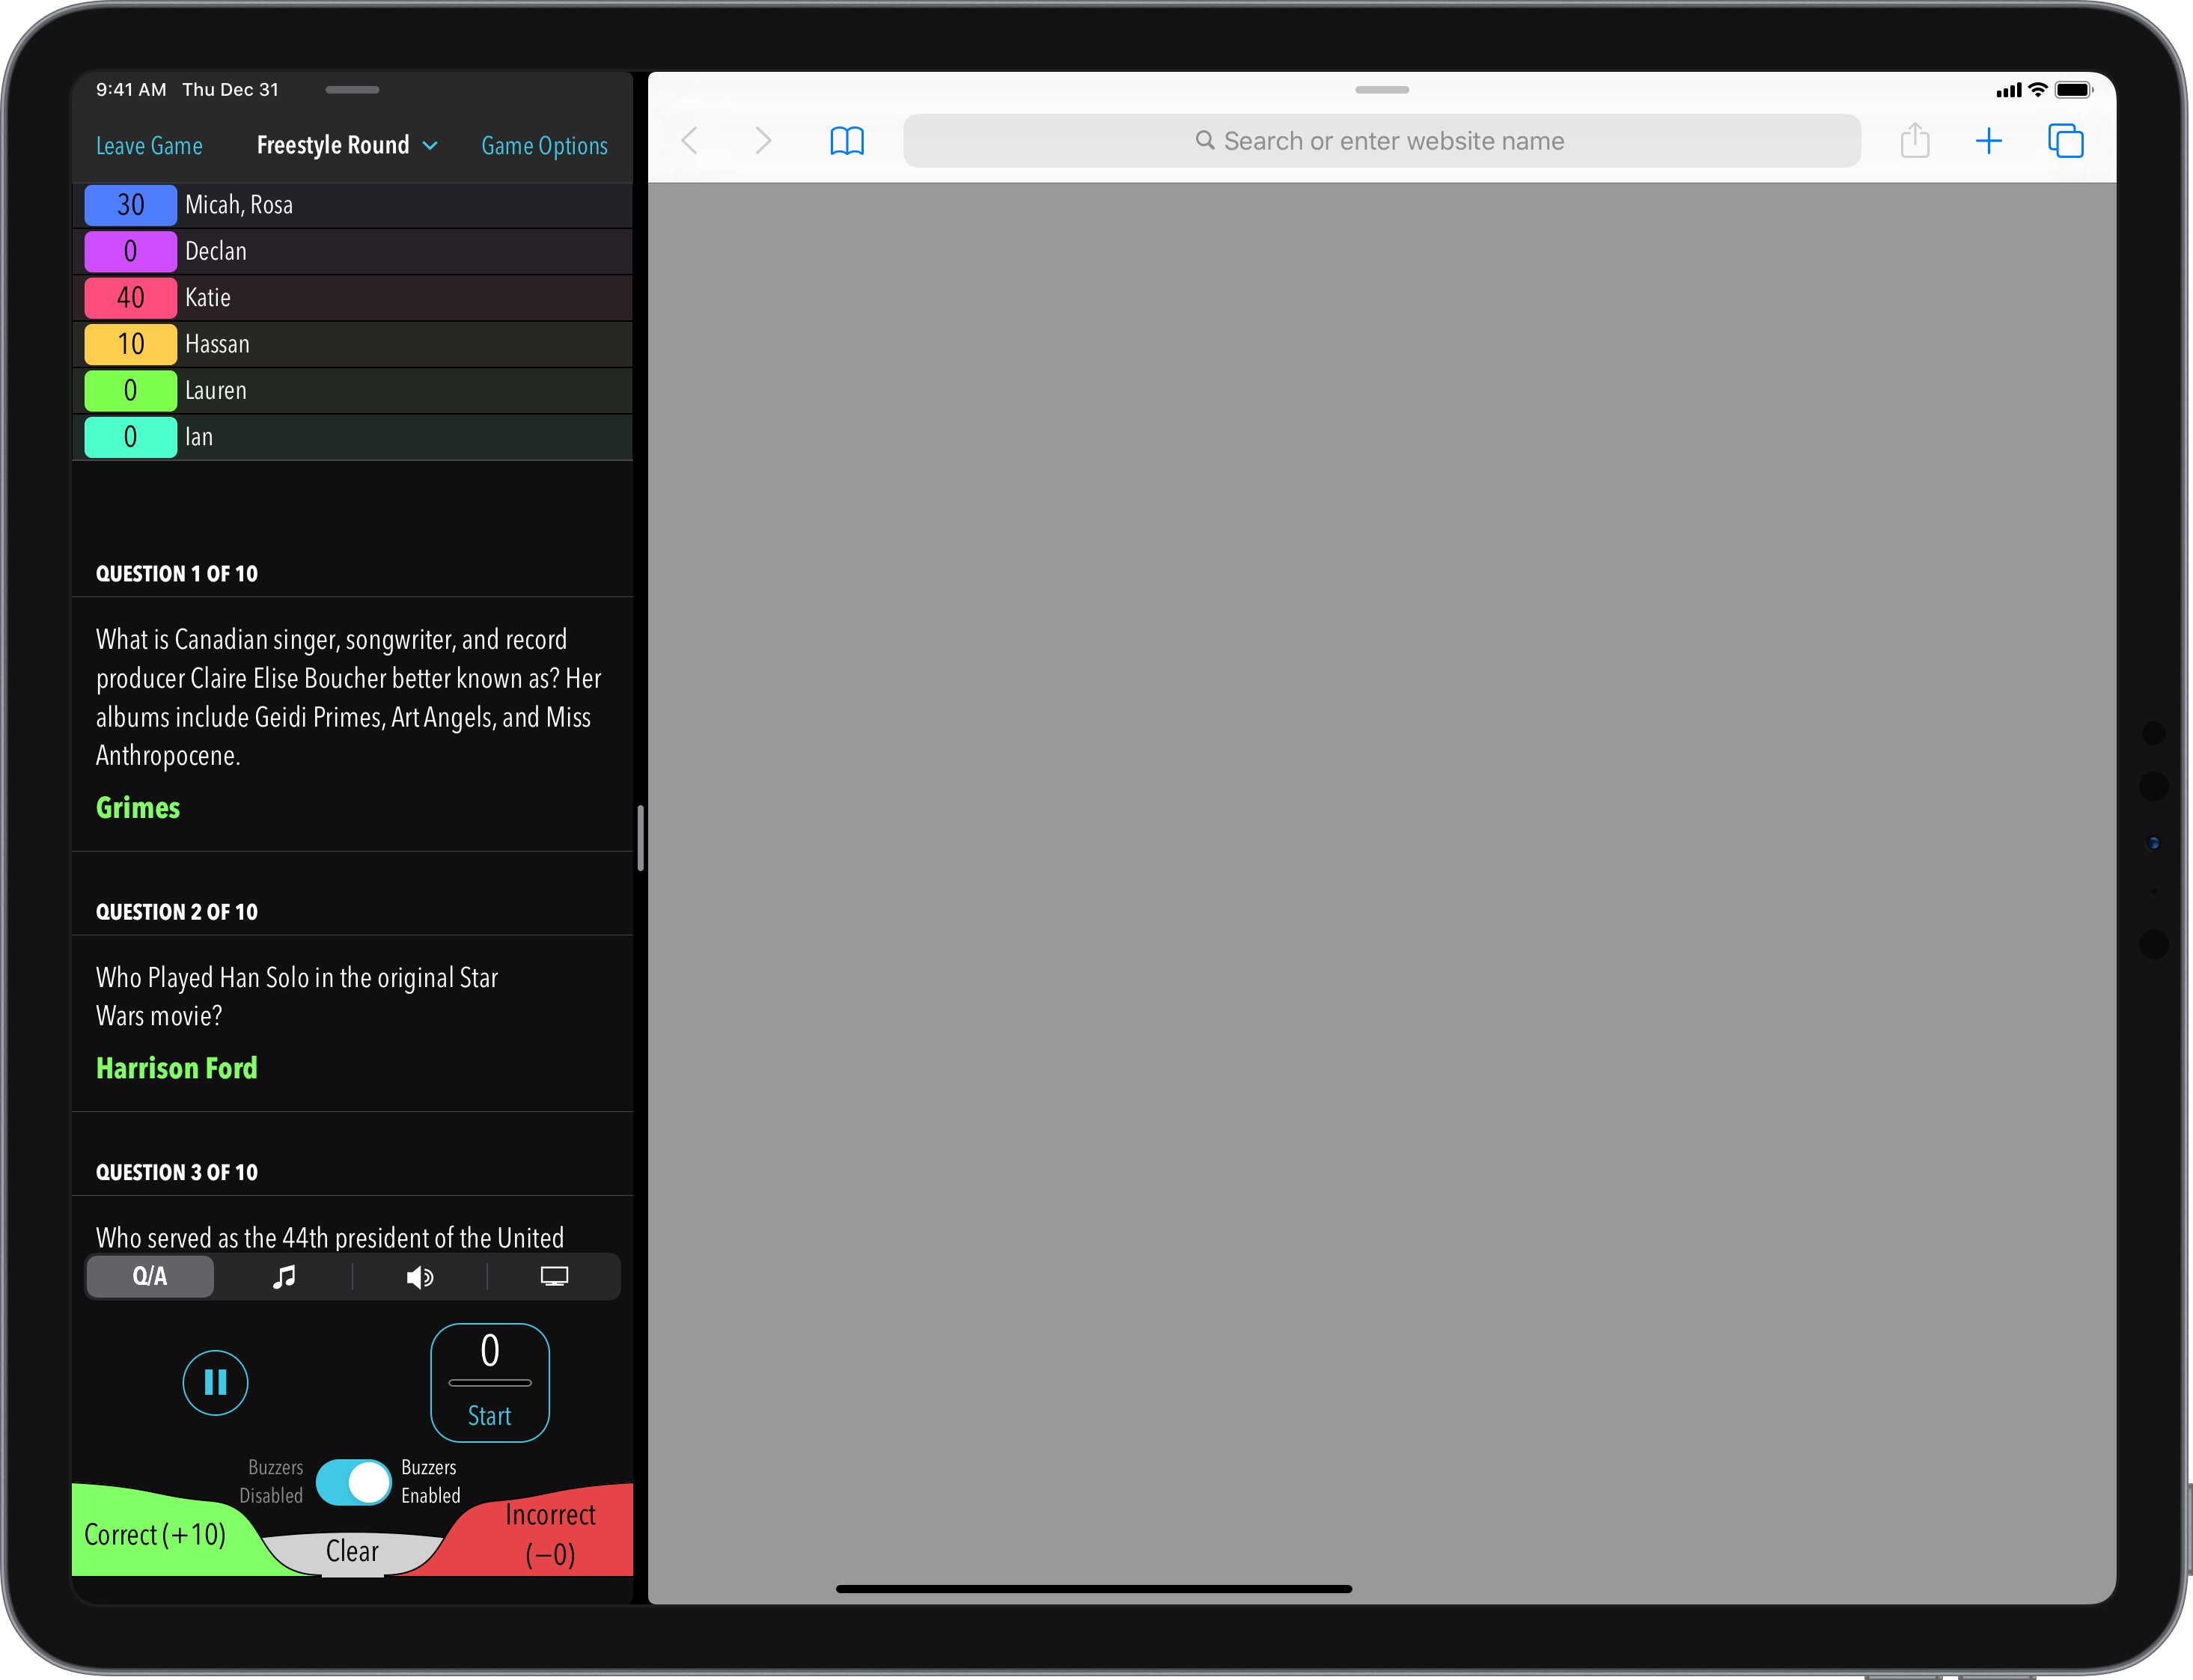 9:41 AM Thu Dec 31
Leave Game Freestyle Round Game Options
30 Micah, Rosa
0 Declan
40 Katie
10 Hassan
0 Lauren
0 Ian
QUESTION 1 OF 10
What is Canadian singer, songwriter, and record
producer Claire Elise Boucher better known as? Her
albums include Geidi Primes, Art Angels, and Miss
Anthropocene.
Grimes
QUESTION 2 OF 10
Who Played Han Solo in the original Star
Wars movie?
Harrison Ford
QUESTION 3 OF 10
Who served as the 44th president of the United
Q/A
0
Start
Buzzers
Disabled
Buzzers
Enabled
Correct (+10)
Clear
Incorrect
(−0)
Search or enter website name